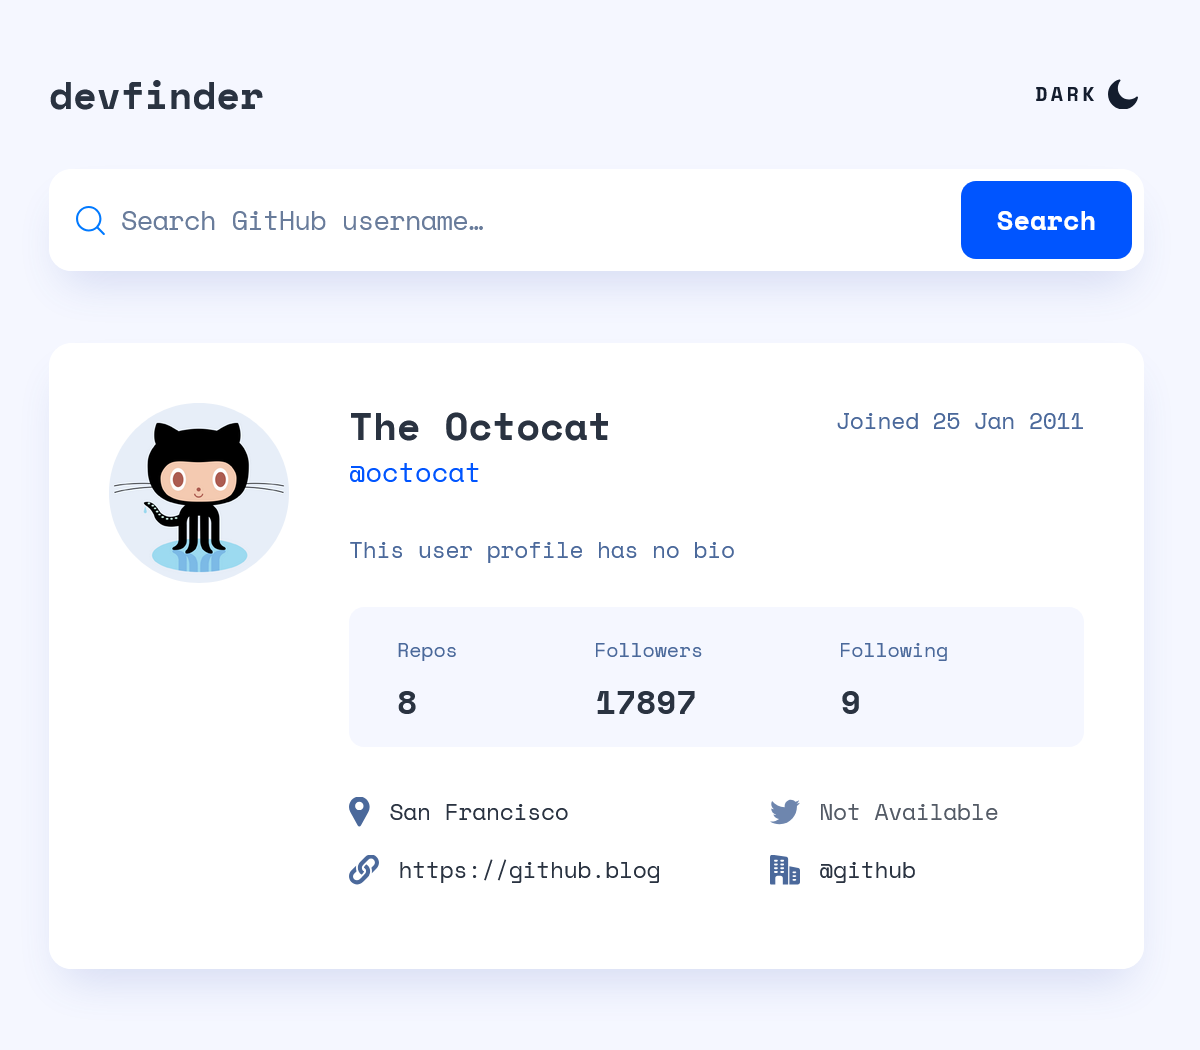 devfinder
DARK
Search GitHub username…
Search
The Octocat
Joined 25 Jan 2011
@octocat
This user profile has no bio
Repos
Followers
Following
8
17897
9
San Francisco
Not Available
https://github.blog
@github